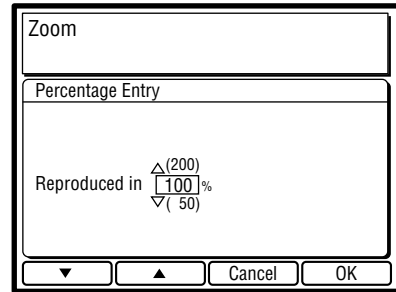 Zoom
Percentage Entry
△(200)
Reproduced in 100 %
▽( 50)
▼ ▲ Cancel OK